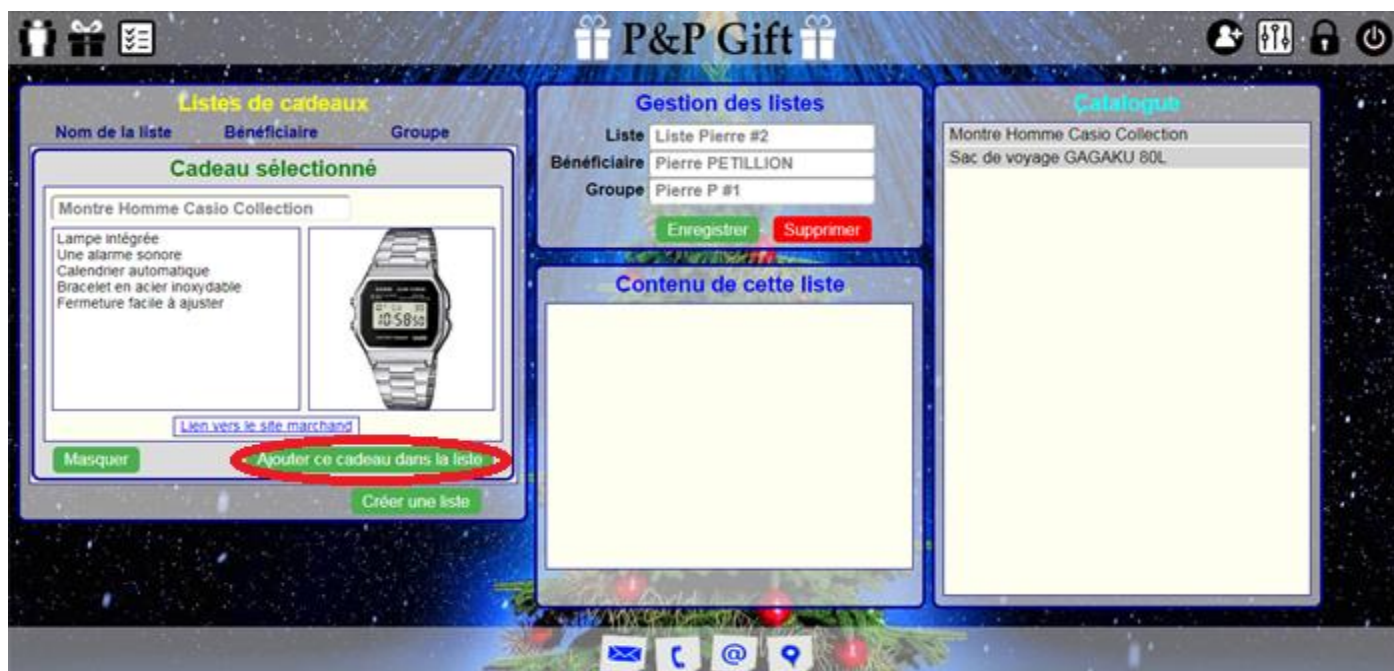 P&P Gift
Listes de cadeaux
Nom de la liste Bénéficiaire Groupe
Cadeau sélectionné
Montre Homme Casio Collection
Lampe intégrée
Une alarme sonore
Calendrier automatique
Bracelet en acier inoxydable
Fermeture facile à ajuster
10:58 50
Lien vers le site marchand
Masquer Ajouter ce cadeau dans la liste
Créer une liste
Gestion des listes
Liste Liste Pierre #2
Bénéficiaire Pierre PETILLION
Groupe Pierre P #1
Enregistrer - Supprimer
Contenu de cette liste
Catalogue
Montre Homme Casio Collection
Sac de voyage GAGAKU 80L
@